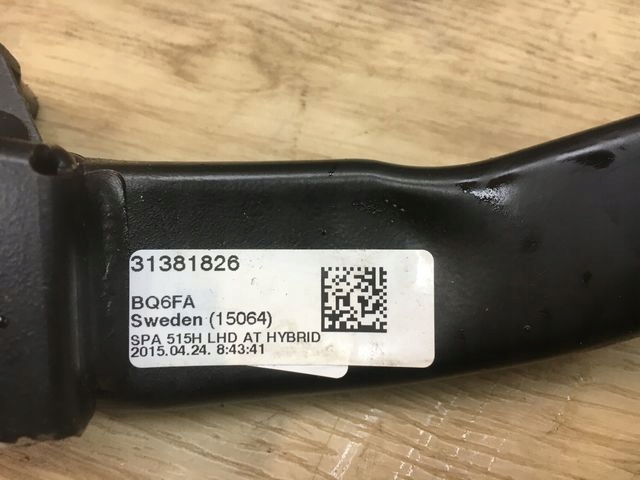 31381826
BQ6FA
Sweden (15064)
SPA 515H LHD AT HYBRID
2015.04.24. 8:43:41